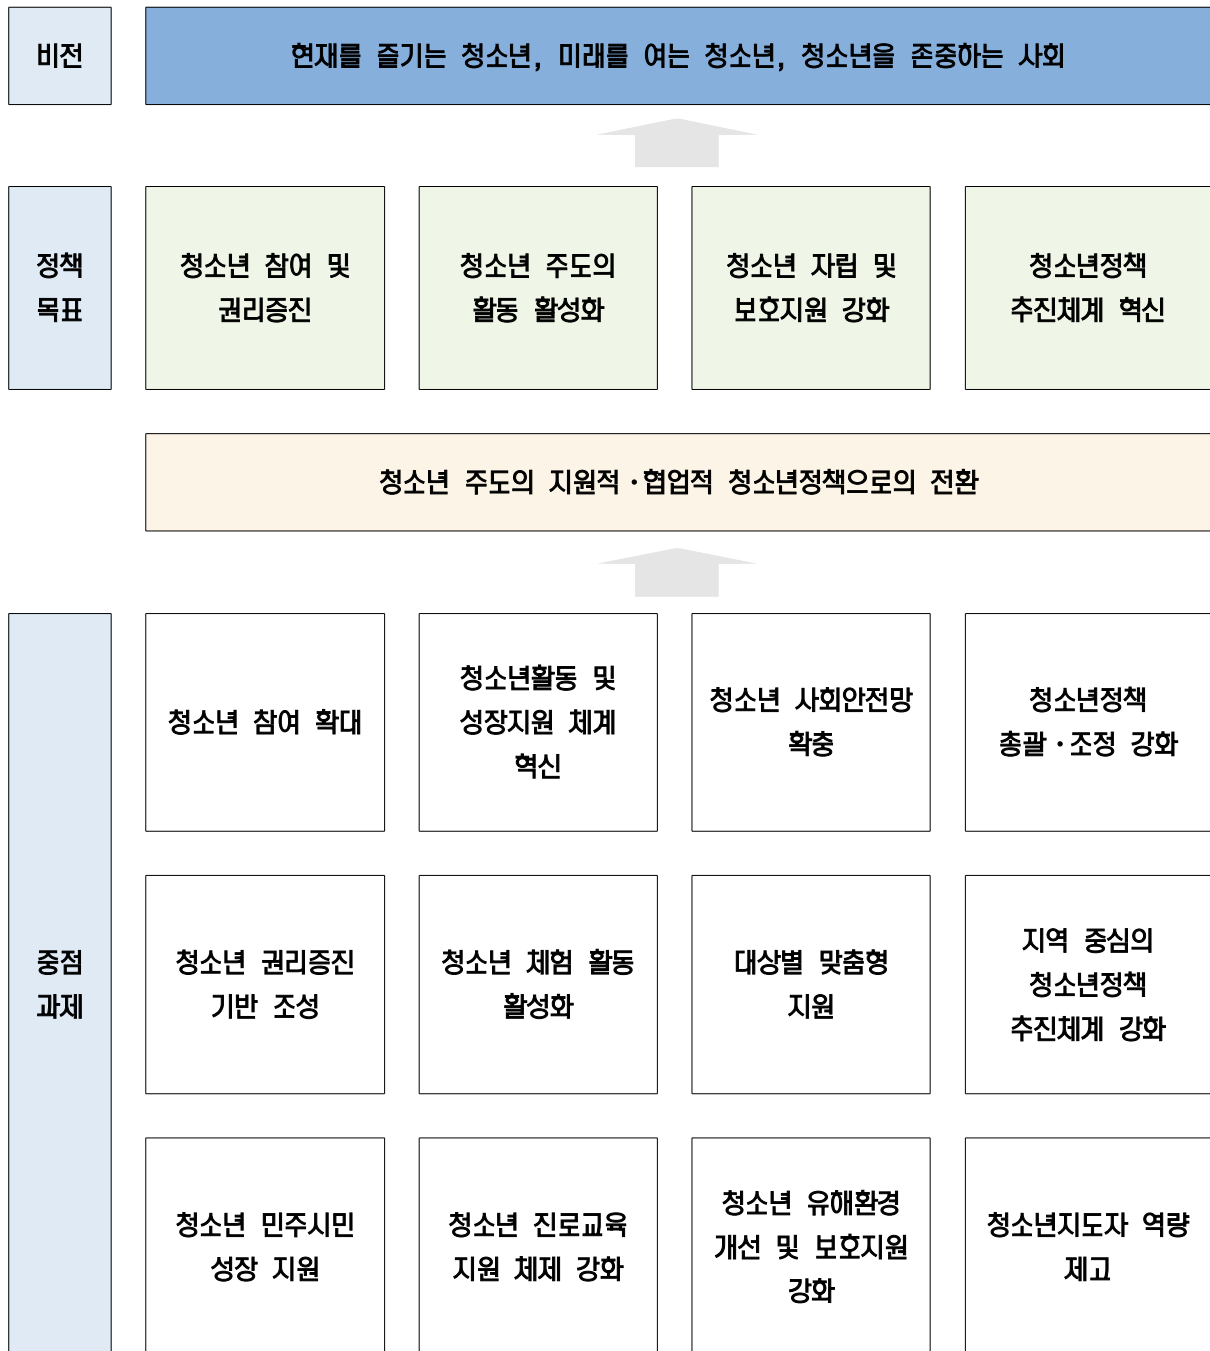 비전
현재를 즐기는 청소년, 미래를 여는 청소년, 청소년을 존중하는 사회
정책
목표
청소년 참여 및
권리증진
청소년 주도의
활동 활성화
청소년 자립 및
보호지원 강화
청소년정책
추진체계 혁신
청소년 주도의 지원적·협업적 청소년정책으로의 전환
중점
과제
청소년 참여 확대
청소년활동 및
성장지원 체계
혁신
청소년 사회안전망
확충
청소년정책
총괄·조정 강화
청소년 권리증진
기반 조성
청소년 체험 활동
활성화
대상별 맞춤형
지원
지역 중심의
청소년정책
추진체계 강화
청소년 민주시민
성장 지원
청소년 진로교육
지원 체제 강화
청소년 유해환경
개선 및 보호지원
강화
청소년지도자 역량
제고